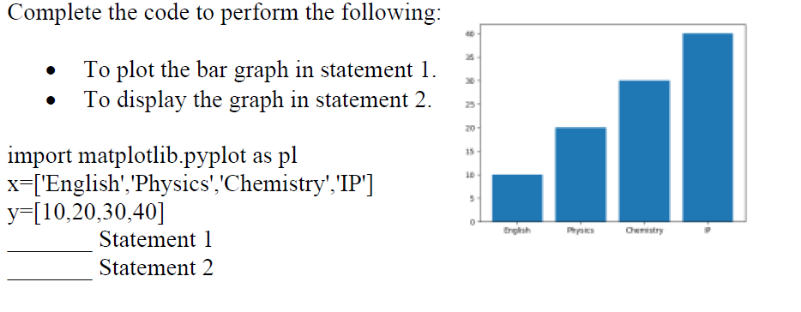 Complete the code to perform the following:
• To plot the bar graph in statement 1.
• To display the graph in statement 2.
import matplotlib.pyplot as pl
x=['English','Physics','Chemistry','IP']
y=[10,20,30,40]
________ Statement 1
________ Statement 2
40
35
30
25
20
15
10
5
0
English Physics Chemistry IP